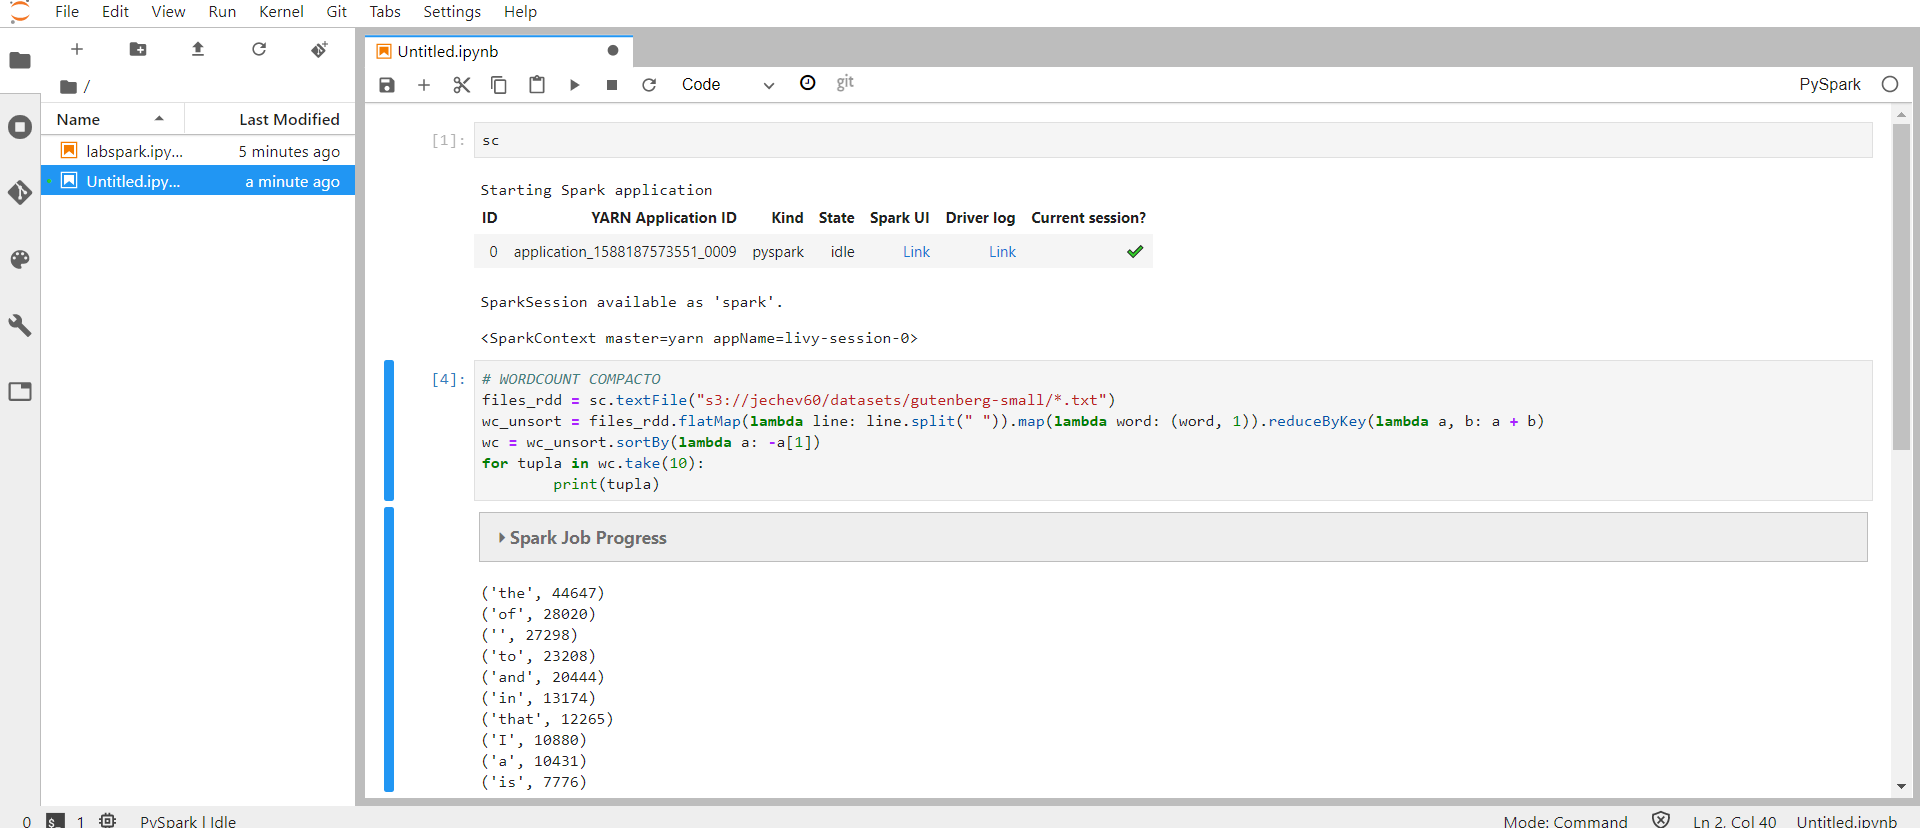 File Edit View Run Kernel Git Tabs Settings Help
Untitled.ipynb
/
Code
git
PySpark
Name
Last Modified
labspark.ipy...
5 minutes ago
Untitled.ipy...
a minute ago
[1]:
sc
Starting Spark application
ID YARN Application ID Kind State Spark UI Driver log Current session?
0 application_1588187573551_0009 pyspark idle Link Link ✔
SparkSession available as 'spark'.
<SparkContext master=yarn appName=livy-session-0>
[4]:
# WORDCOUNT COMPACTO
files_rdd = sc.textFile("s3://jechev60/datasets/gutenberg-small/*.txt")
wc_unsort = files_rdd.flatMap(lambda line: line.split(" ")).map(lambda word: (word, 1)).reduceByKey(lambda a, b: a + b)
wc = wc_unsort.sortBy(lambda a: -a[1])
for tupla in wc.take(10):
        print(tupla)
Spark Job Progress
('the', 44647)
('of', 28020)
('', 27298)
('to', 23208)
('and', 20444)
('in', 13174)
('that', 12265)
('I', 10880)
('a', 10431)
('is', 7776)
0 $_ 1 PySpark | Idle
Mode: Command Ln 2, Col 40 Untitled.ipynb